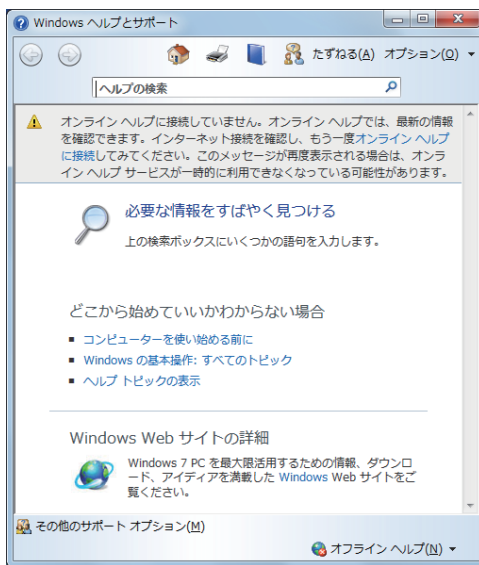 Windows ヘルプとサポート
たずねる(A) オプション(O)
ヘルプの検索
オンライン ヘルプに接続していません。オンライン ヘルプでは、最新の情報
を確認できます。インターネット接続を確認し、もう一度オンライン ヘルプ
に接続してみてください。このメッセージが再度表示される場合は、オンラ
イン ヘルプ サービスが一時的に利用できなくなっている可能性があります。
必要な情報をすばやく見つける
上の検索ボックスにいくつかの語句を入力します。
どこから始めていいかわからない場合
■ コンピューターを使い始める前に
■ Windows の基本操作: すべてのトピック
■ ヘルプ トピックの表示
Windows Web サイトの詳細
Windows 7 PC を最大限活用するための情報、ダウンロ
ード、アイディアを満載した Windows Web サイトをご
覧ください。
その他のサポート オプション(M)
オフライン ヘルプ(N)